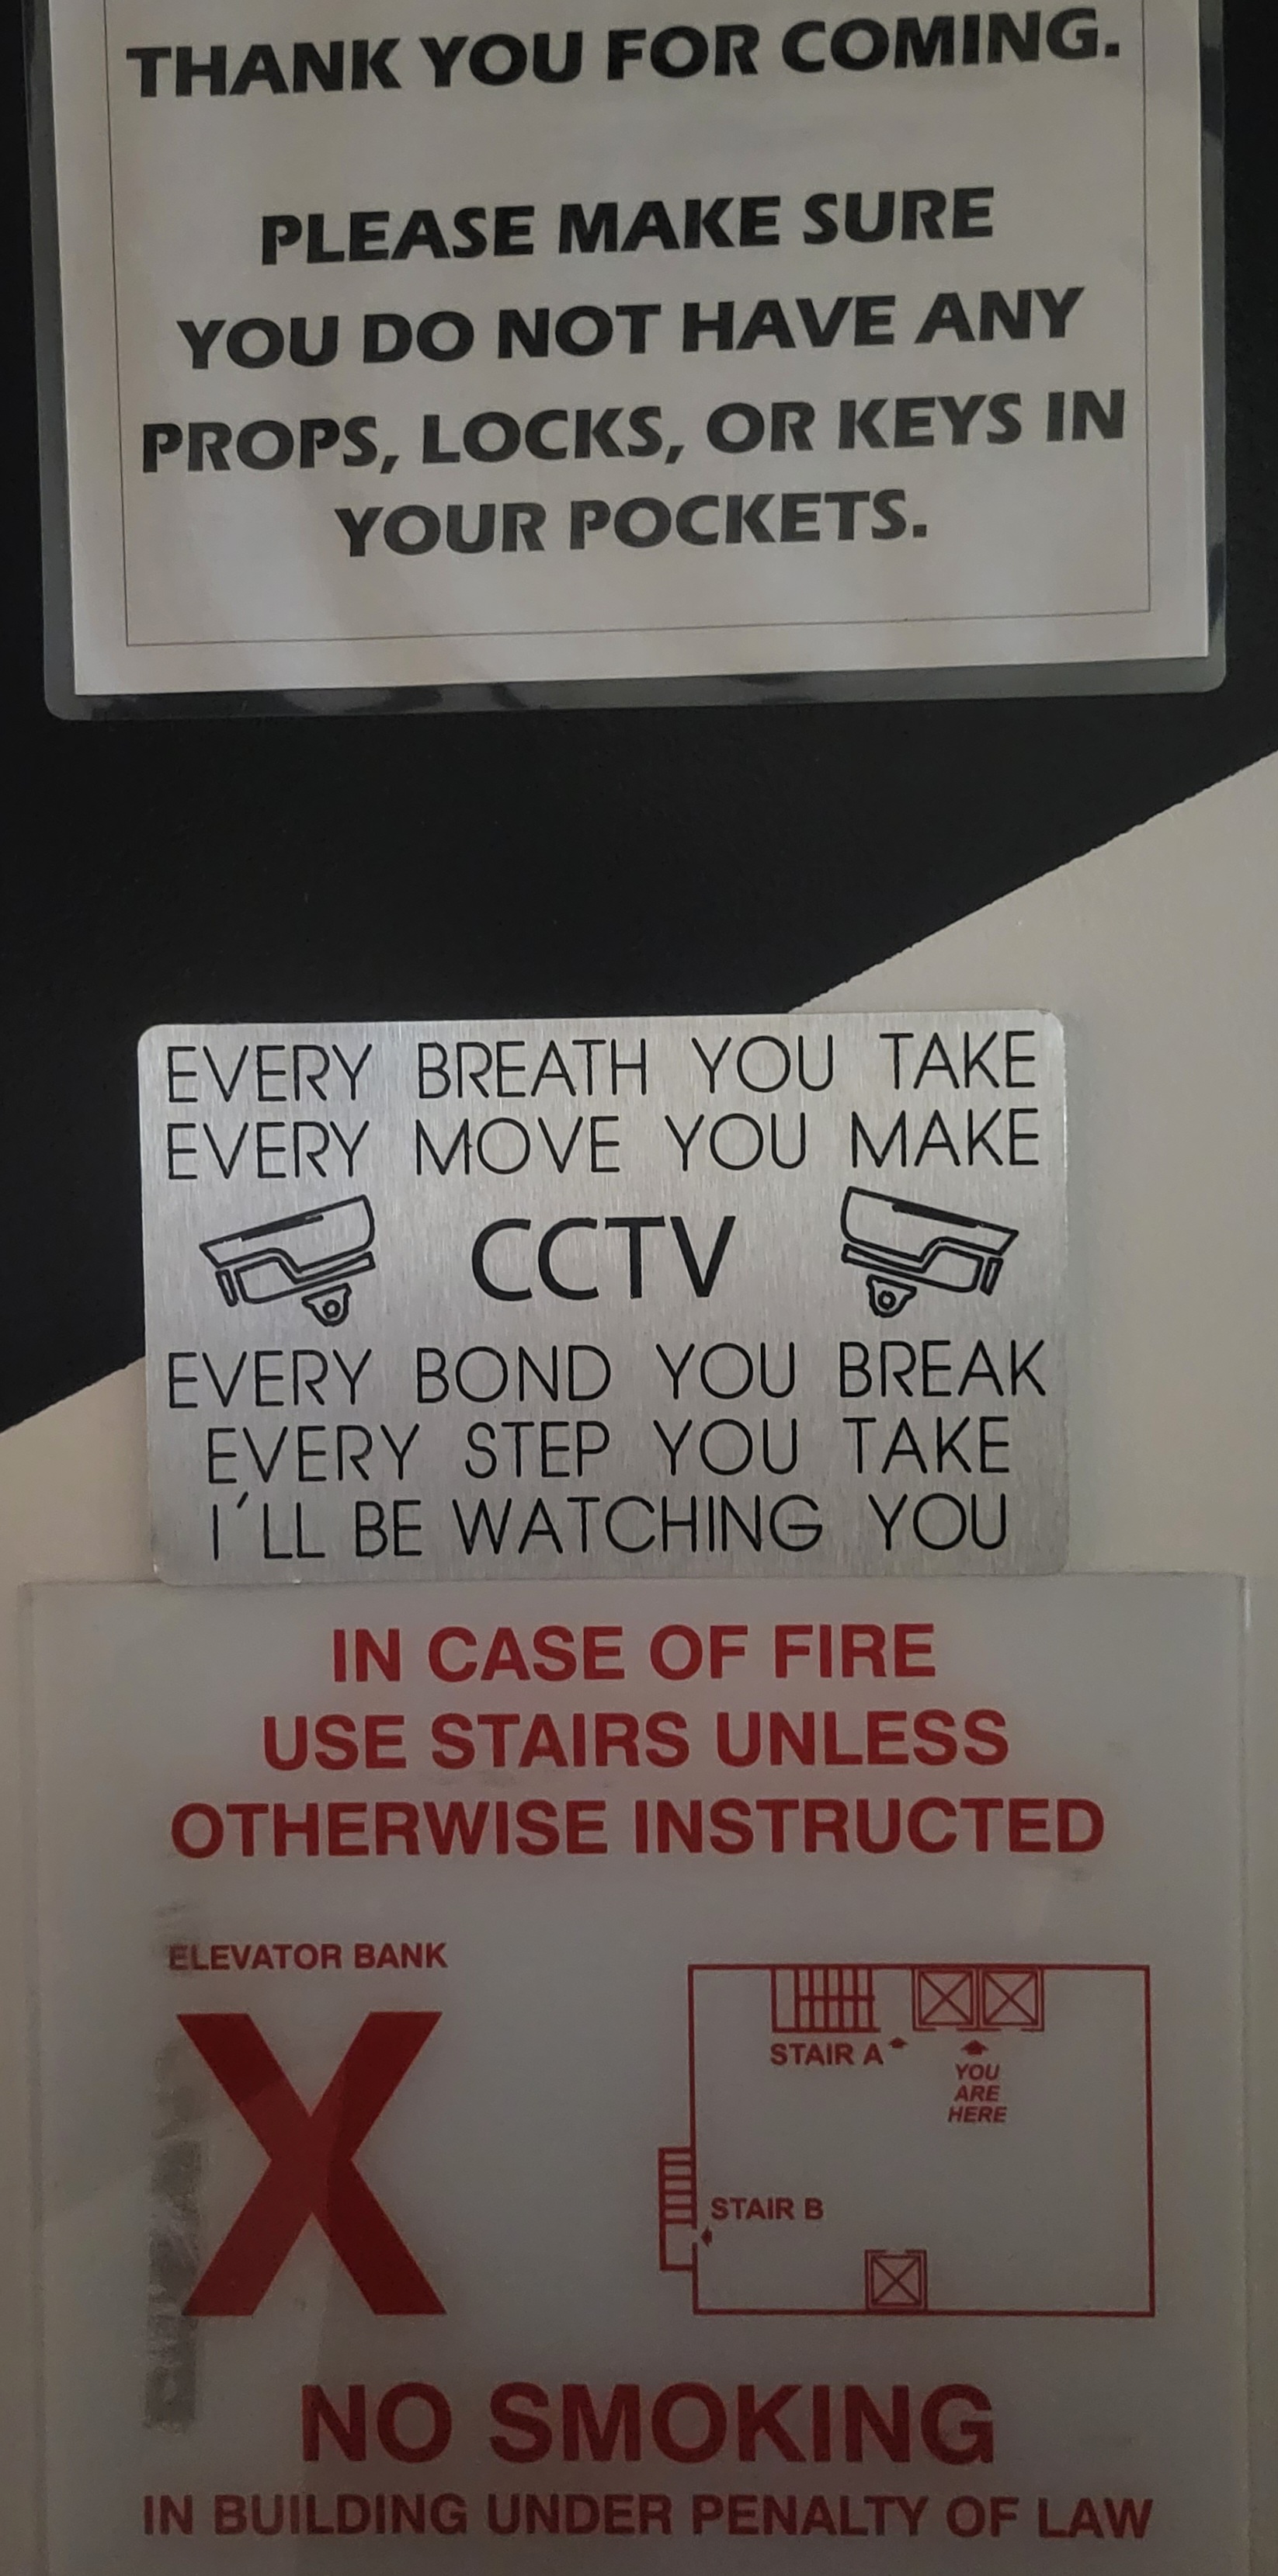 THANK YOU FOR COMING.
PLEASE MAKE SURE
YOU DO NOT HAVE ANY
PROPS, LOCKS, OR KEYS IN
YOUR POCKETS.
EVERY BREATH YOU TAKE
EVERY MOVE YOU MAKE
CCTV
EVERY BOND YOU BREAK
EVERY STEP YOU TAKE
I´LL BE WATCHING YOU
IN CASE OF FIRE
USE STAIRS UNLESS
OTHERWISE INSTRUCTED
ELEVATOR BANK
X
STAIR A
YOU
ARE
HERE
STAIR B
NO SMOKING
IN BUILDING UNDER PENALTY OF LAW